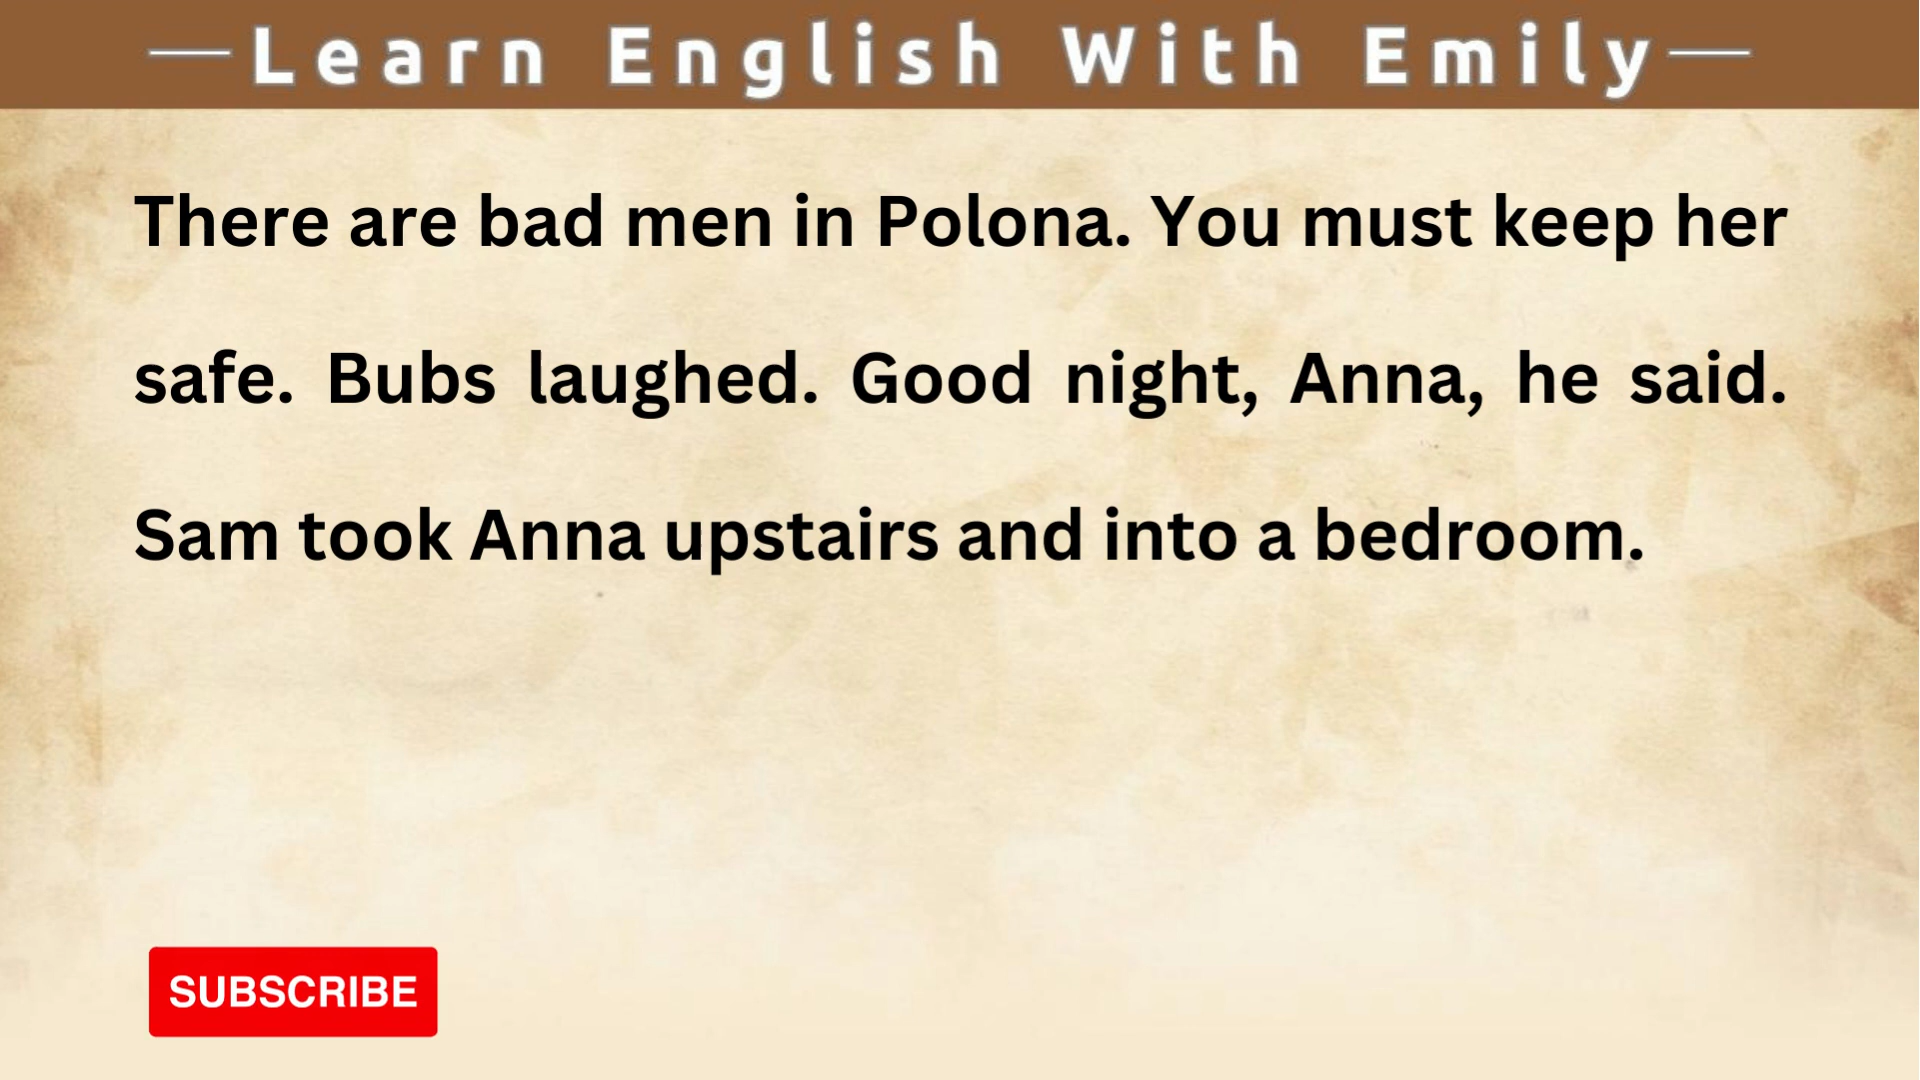 Learn English With Emily
There are bad men in Polona. You must keep her
safe. Bubs laughed. Good night, Anna, he said.
Sam took Anna upstairs and into a bedroom.
SUBSCRIBE